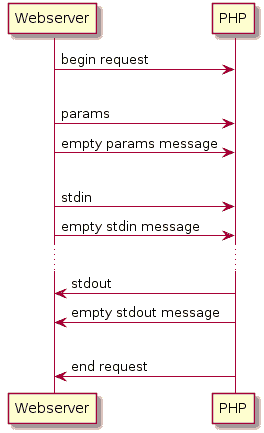 Webserver PHP
begin request
params
empty params message
stdin
empty stdin message
stdout
empty stdout message
end request
Webserver PHP